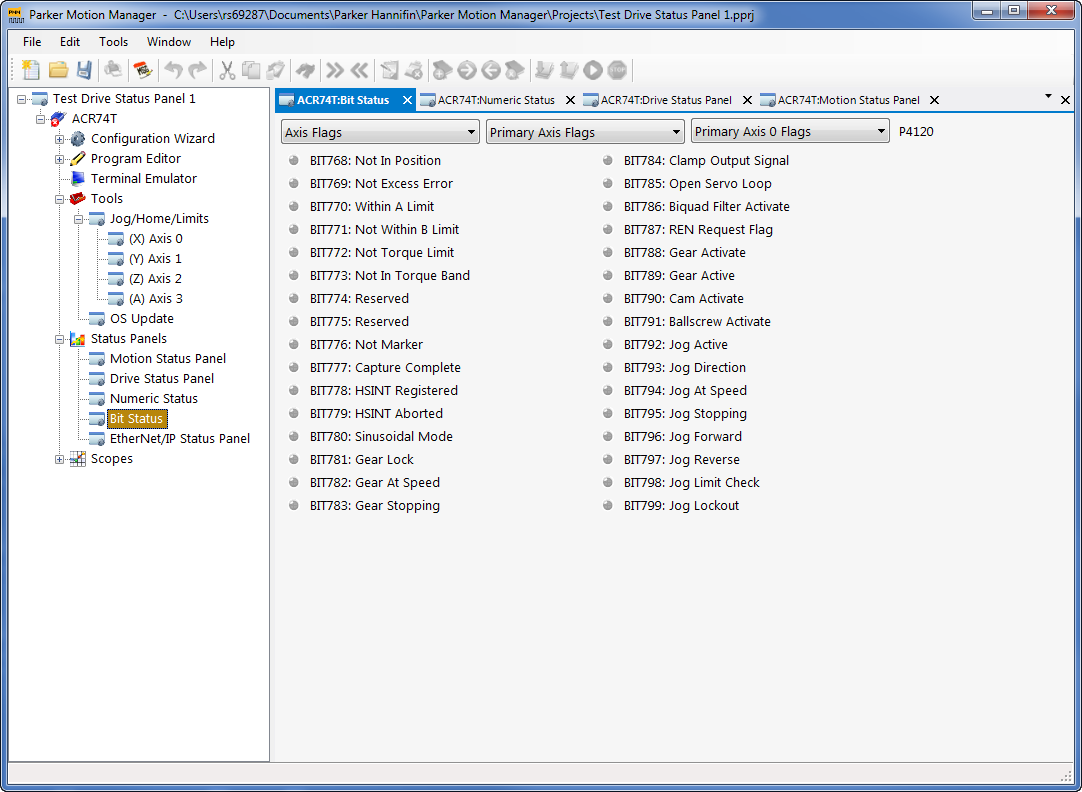 Parker Motion Manager - C:\Users\rs69287\Documents\Parker Hannifin\Parker Motion Manager\Projects\Test Drive Status Panel 1.pprj
File Edit Tools Window Help
STOP
Test Drive Status Panel 1
ACR74T
Configuration Wizard
Program Editor
Terminal Emulator
Tools
Jog/Home/Limits
(X) Axis 0
(Y) Axis 1
(Z) Axis 2
(A) Axis 3
OS Update
Status Panels
Motion Status Panel
Drive Status Panel
Numeric Status
Bit Status
EtherNet/IP Status Panel
Scopes
ACR74T:Bit Status ACR74T:Numeric Status ACR74T:Drive Status Panel ACR74T:Motion Status Panel
Axis Flags Primary Axis Flags Primary Axis 0 Flags P4120
BIT768: Not In Position
BIT769: Not Excess Error
BIT770: Within A Limit
BIT771: Not Within B Limit
BIT772: Not Torque Limit
BIT773: Not In Torque Band
BIT774: Reserved
BIT775: Reserved
BIT776: Not Marker
BIT777: Capture Complete
BIT778: HSINT Registered
BIT779: HSINT Aborted
BIT780: Sinusoidal Mode
BIT781: Gear Lock
BIT782: Gear At Speed
BIT783: Gear Stopping
BIT784: Clamp Output Signal
BIT785: Open Servo Loop
BIT786: Biquad Filter Activate
BIT787: REN Request Flag
BIT788: Gear Activate
BIT789: Gear Active
BIT790: Cam Activate
BIT791: Ballscrew Activate
BIT792: Jog Active
BIT793: Jog Direction
BIT794: Jog At Speed
BIT795: Jog Stopping
BIT796: Jog Forward
BIT797: Jog Reverse
BIT798: Jog Limit Check
BIT799: Jog Lockout